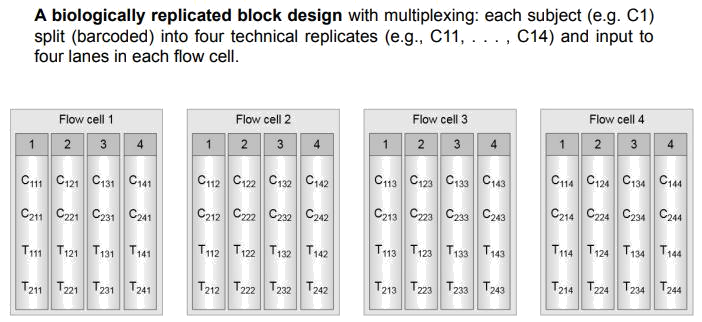 A biologically replicated block design with multiplexing: each subject (e.g. C1)
split (barcoded) into four technical replicates (e.g., C11, . . . , C14) and input to
four lanes in each flow cell.
Flow cell 1 Flow cell 2 Flow cell 3 Flow cell 4
1 2 3 4 1 2 3 4 1 2 3 4 1 2 3 4
C111 C121 C131 C141 C112 C122 C132 C142 C113 C123 C133 C143 C114 C124 C134 C144
C211 C221 C231 C241 C212 C222 C232 C242 C213 C223 C233 C243 C214 C224 C234 C244
T111 T121 T131 T141 T112 T122 T132 T142 T113 T123 T133 T143 T114 T124 T134 T144
T211 T221 T231 T241 T212 T222 T232 T242 T213 T223 T233 T243 T214 T224 T234 T244